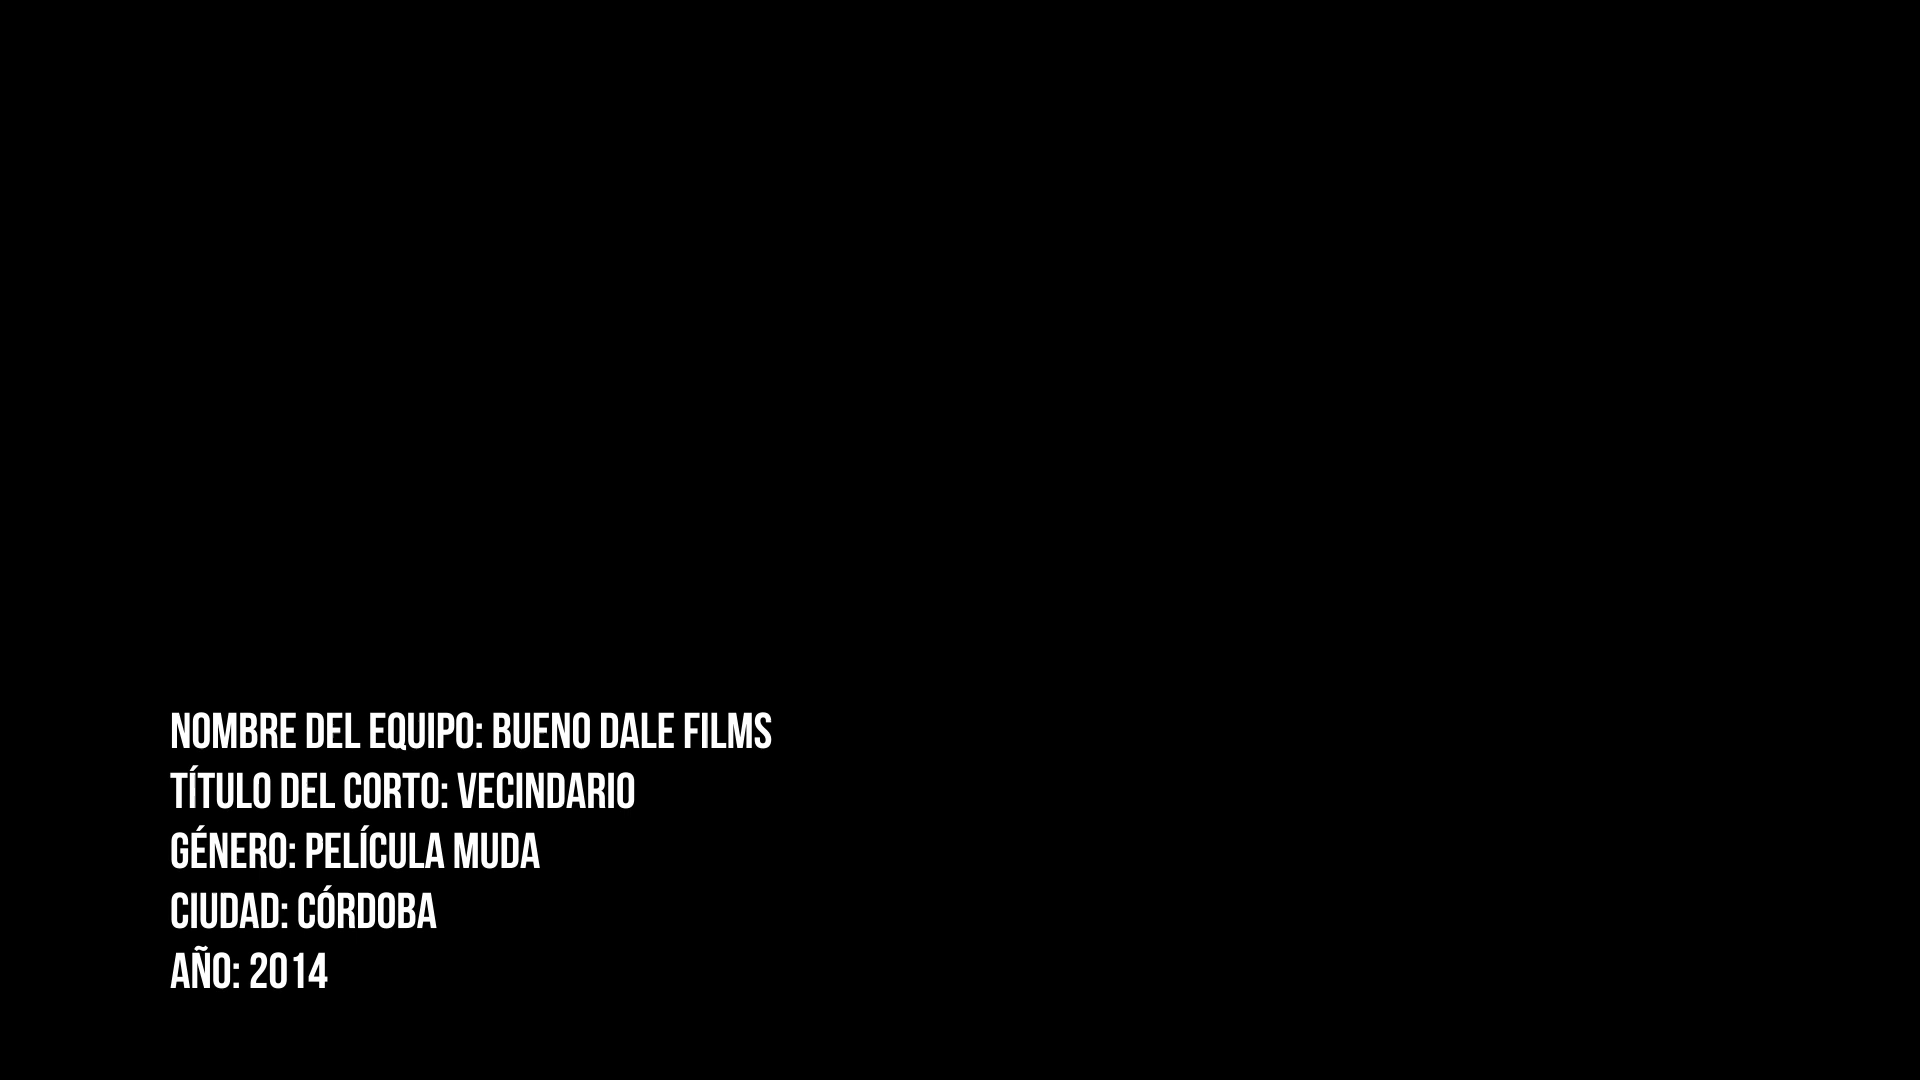 NOMBRE DEL EQUIPO: BUENO DALE FILMS
TÍTULO DEL CORTO: VECINDARIO
GÉNERO: PELÍCULA MUDA
CIUDAD: CÓRDOBA
AÑO: 2014